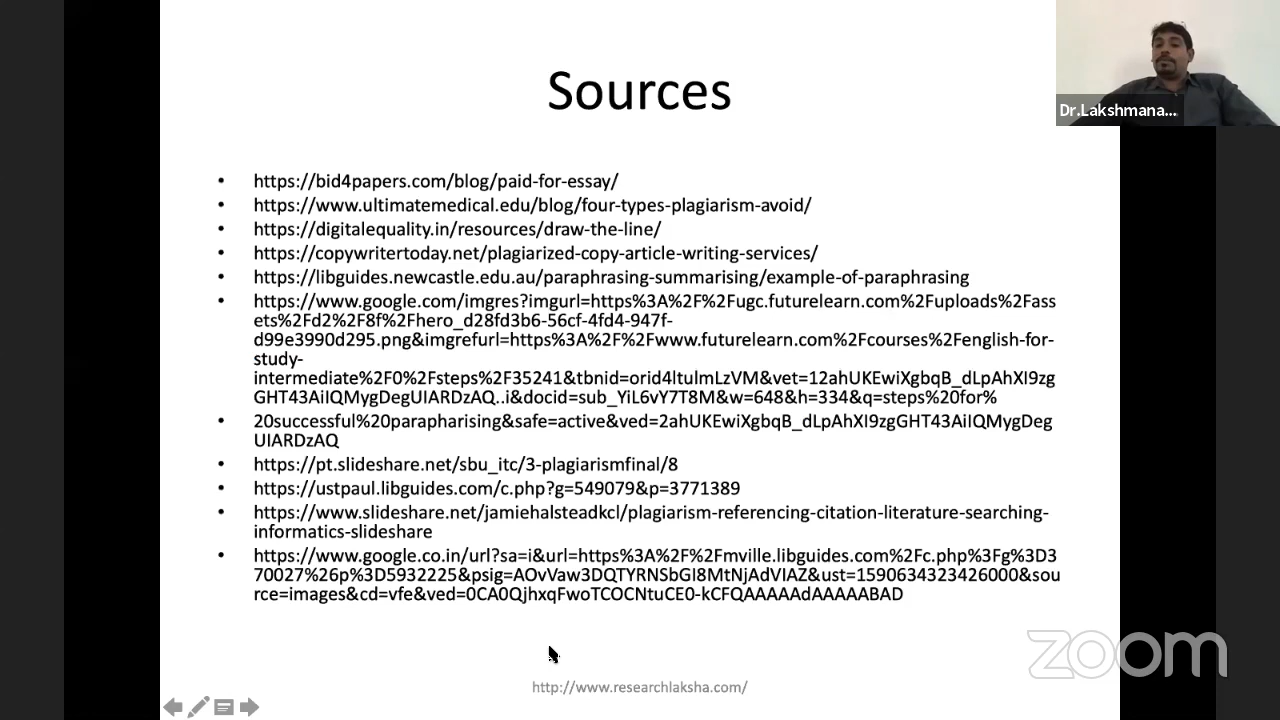 Sources
Dr.Lakshmana...
• https://bid4papers.com/blog/paid-for-essay/
• https://www.ultimatemedical.edu/blog/four-types-plagiarism-avoid/
• https://digitalequality.in/resources/draw-the-line/
• https://copywritertoday.net/plagiarized-copy-article-writing-services/
• https://libguides.newcastle.edu.au/paraphrasing-summarising/example-of-paraphrasing
• https://www.google.com/imgres?imgurl=https%3A%2F%2Fugc.futurelearn.com%2Fuploads%2Fass
ets%2Fd2%2F8f%2Fhero_d28fd3b6-56cf-4fd4-947f-
d99e3990d295.png&imgrefurl=https%3A%2F%2Fwww.futurelearn.com%2Fcourses%2Fenglish-for-
study-
intermediate%2F0%2Fsteps%2F35241&tbnid=orid4ltulmLzVM&vet=12ahUKEwiXgbqB_dLpAhXI9zg
GHT43AiIQMygDegUIARDzAQ..i&docid=sub_YiL6vY7T8M&w=648&h=334&q=steps%20for%
• 20successful%20parapharising&safe=active&ved=2ahUKEwiXgbqB_dLpAhXI9zgGHT43AiIQMygDeg
UIARDzAQ
• https://pt.slideshare.net/sbu_itc/3-plagiarismfinal/8
• https://ustpaul.libguides.com/c.php?g=549079&p=3771389
• https://www.slideshare.net/jamiehalsteadkcl/plagiarism-referencing-citation-literature-searching-
informatics-slideshare
• https://www.google.co.in/url?sa=i&url=https%3A%2F%2Fmville.libguides.com%2Fc.php%3Fg%3D3
70027%26p%3D5932225&psig=AOvVaw3DQTYRNSbGI8MtNjAdVIAZ&ust=1590634323426000&sou
rce=images&cd=vfe&ved=0CA0QjhxqFwoTCOCNtuCE0-kCFQAAAAAdAAAAABAD
zoom
http://www.researchlaksha.com/